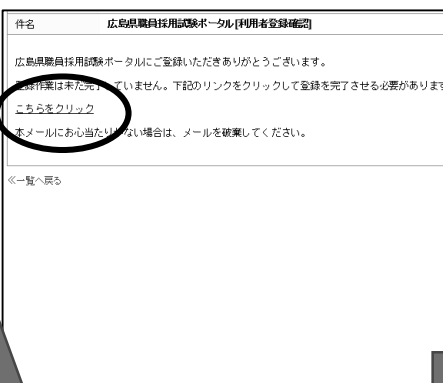 件名 広島県職員採用試験ポータル[利用者登録確認]
広島県職員採用試験ポータルにご登録いただきありがとうございます。
登録作業は未だ完了していません。下記のリンクをクリックして登録を完了させる必要があります
こちらをクリック
本メールにお心当たりがない場合は、メールを破棄してください。
≪一覧へ戻る